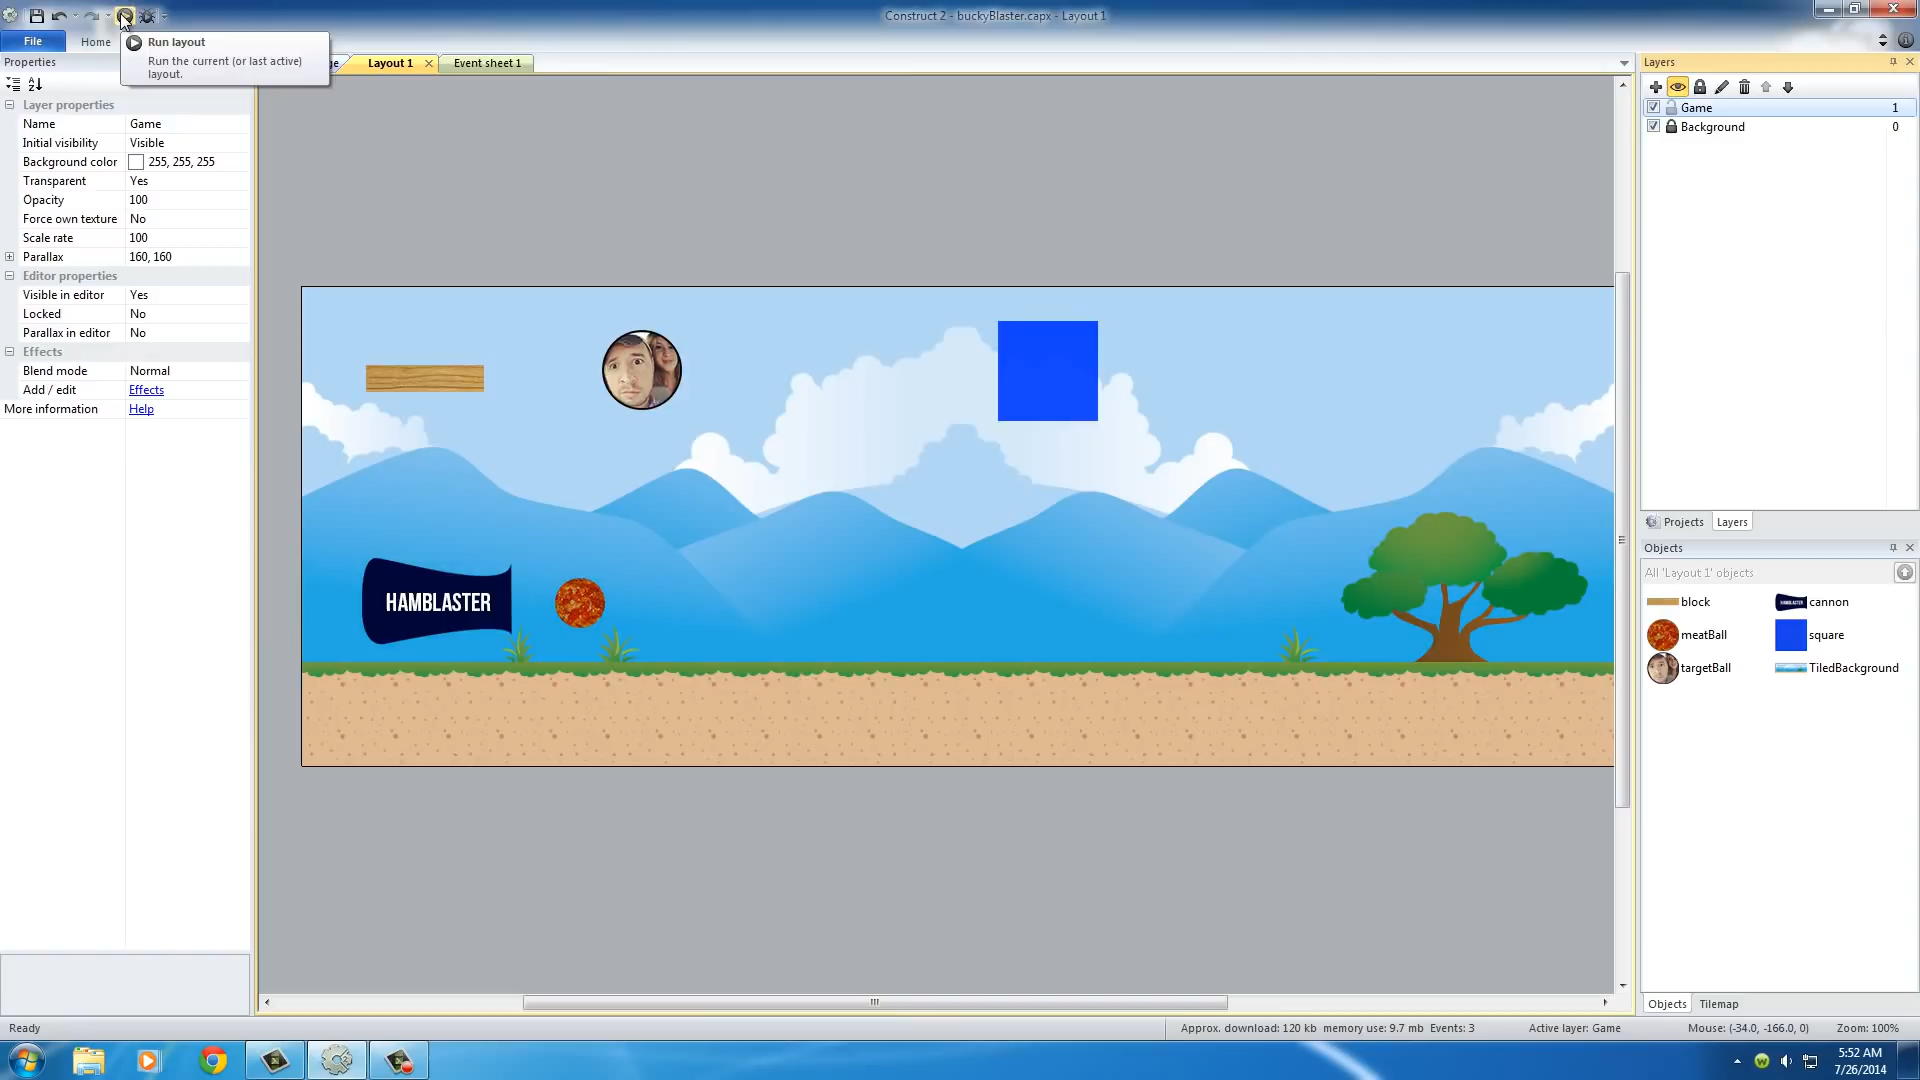 Construct 2 - buckyBlaster.capx - Layout 1
File
Home
Run layout
Run the current (or last active)
layout.
Properties
ge
Layout 1
Event sheet 1
Layer properties
Name Game
Initial visibility Visible
Background color 255, 255, 255
Transparent Yes
Opacity 100
Force own texture No
Scale rate 100
Parallax 160, 160
Editor properties
Visible in editor Yes
Locked No
Parallax in editor No
Effects
Blend mode Normal
Add / edit Effects
More information Help
HAMBLASTER
Layers
Game 1
Background 0
Projects Layers
Objects
All 'Layout 1' objects
block cannon
meatBall square
targetBall TiledBackground
Objects Tilemap
Ready
Approx. download: 120 kb memory use: 9.7 mb Events: 3
Active layer: Game
Mouse: (-34.0, -166.0, 0)
Zoom: 100%
5:52 AM
7/26/2014